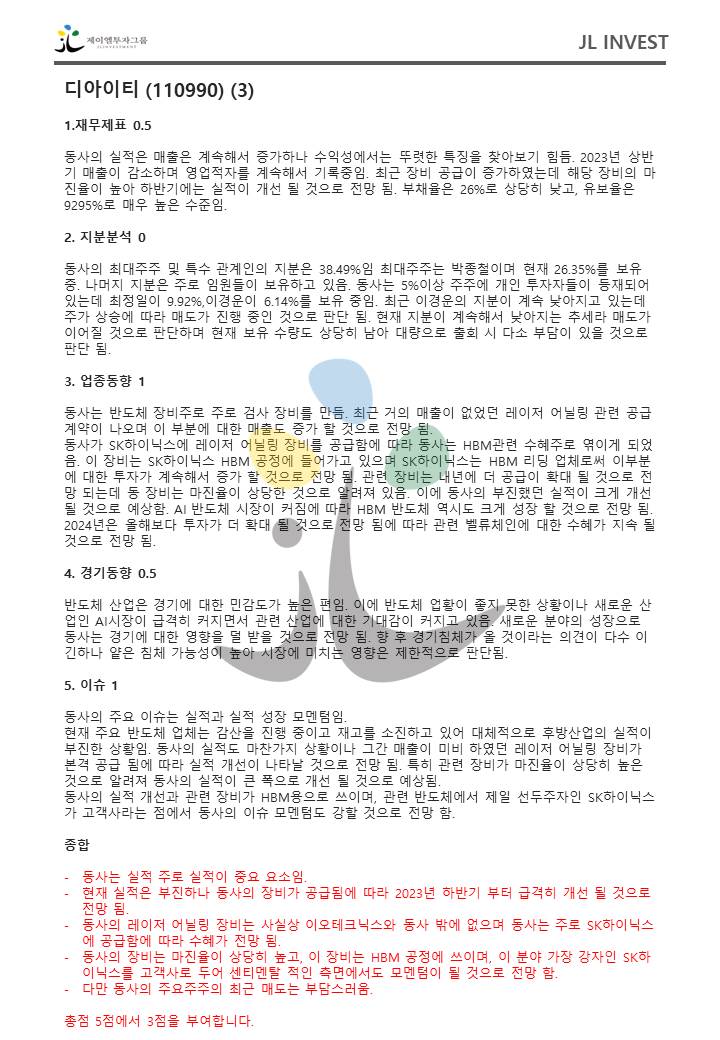 제이엘투자그룹
JLINVESTMENT
JL INVEST
디아이티 (110990) (3)
1.재무제표 0.5
동사의 실적은 매출은 계속해서 증가하나 수익성에서는 뚜렷한 특징을 찾아보기 힘듬. 2023년 상반
기 매출이 감소하며 영업적자를 계속해서 기록중임. 최근 장비 공급이 증가하였는데 해당 장비의 마
진율이 높아 하반기에는 실적이 개선 될 것으로 전망 됨. 부채율은 26%로 상당히 낮고, 유보율은
9295%로 매우 높은 수준임.
2. 지분분석 0
동사의 최대주주 및 특수 관계인의 지분은 38.49%임 최대주주는 박종철이며 현재 26.35%를 보유
중. 나머지 지분은 주로 임원들이 보유하고 있음. 동사는 5%이상 주주에 개인 투자자들이 등재되어
있는데 최정일이 9.92%,이경운이 6.14%를 보유 중임. 최근 이경운의 지분이 계속 낮아지고 있는데
주가 상승에 따라 매도가 진행 중인 것으로 판단 됨. 현재 지분이 계속해서 낮아지는 추세라 매도가
이어질 것으로 판단하며 현재 보유 수량도 상당히 남아 대량으로 출회 시 다소 부담이 있을 것으로
판단 됨.
3. 업종동향 1
동사는 반도체 장비주로 주로 검사 장비를 만듬. 최근 거의 매출이 없었던 레이저 어닐링 관련 공급
계약이 나오며 이 부분에 대한 매출도 증가 할 것으로 전망 됨.
동사가 SK하이닉스에 레이저 어닐링 장비를 공급함에 따라 동사는 HBM관련 수혜주로 엮이게 되었
음. 이 장비는 SK하이닉스 HBM 공정에 들어가고 있으며 SK하이닉스는 HBM 리딩 업체로써 이부분
에 대한 투자가 계속해서 증가 할 것으로 전망 됨. 관련 장비는 내년에 더 공급이 확대 될 것으로 전
망 되는데 동 장비는 마진율이 상당한 것으로 알려져 있음. 이에 동사의 부진했던 실적이 크게 개선
될 것으로 예상함. AI 반도체 시장이 커짐에 따라 HBM 반도체 역시도 크게 성장 할 것으로 전망 됨.
2024년은 올해보다 투자가 더 확대 될 것으로 전망 됨에 따라 관련 벨류체인에 대한 수혜가 지속 될
것으로 전망 됨.
4. 경기동향 0.5
반도체 산업은 경기에 대한 민감도가 높은 편임. 이에 반도체 업황이 좋지 못한 상황이나 새로운 산
업인 AI시장이 급격히 커지면서 관련 산업에 대한 기대감이 커지고 있음. 새로운 분야의 성장으로
동사는 경기에 대한 영향을 덜 받을 것으로 전망 됨. 향 후 경기침체가 올 것이라는 의견이 다수 이
긴하나 얕은 침체 가능성이 높아 시장에 미치는 영향은 제한적으로 판단됨.
5. 이슈 1
동사의 주요 이슈는 실적과 실적 성장 모멘텀임.
현재 주요 반도체 업체는 감산을 진행 중이고 재고를 소진하고 있어 대체적으로 후방산업의 실적이
부진한 상황임. 동사의 실적도 마찬가지 상황이나 그간 매출이 미비 하였던 레이저 어닐링 장비가
본격 공급 됨에 따라 실적 개선이 나타날 것으로 전망 됨. 특히 관련 장비가 마진율이 상당히 높은
것으로 알려져 동사의 실적이 큰 폭으로 개선 될 것으로 예상됨.
동사의 실적 개선과 관련 장비가 HBM용으로 쓰이며, 관련 반도체에서 제일 선두주자인 SK하이닉스
가 고객사라는 점에서 동사의 이슈 모멘텀도 강할 것으로 전망 함.
종합
- 동사는 실적 주로 실적이 중요 요소임.
- 현재 실적은 부진하나 동사의 장비가 공급됨에 따라 2023년 하반기 부터 급격히 개선 될 것으로
전망 됨.
- 동사의 레이저 어닐링 장비는 사실상 이오테크닉스와 동사 밖에 없으며 동사는 주로 SK하이닉스
에 공급함에 따라 수혜가 전망 됨.
- 동사의 장비는 마진율이 상당히 높고, 이 장비는 HBM 공정에 쓰이며, 이 분야 가장 강자인 SK하
이닉스를 고객사로 두어 센티멘탈 적인 측면에서도 모멘텀이 될 것으로 전망 함.
- 다만 동사의 주요주주의 최근 매도는 부담스러움.
총점 5점에서 3점을 부여합니다.